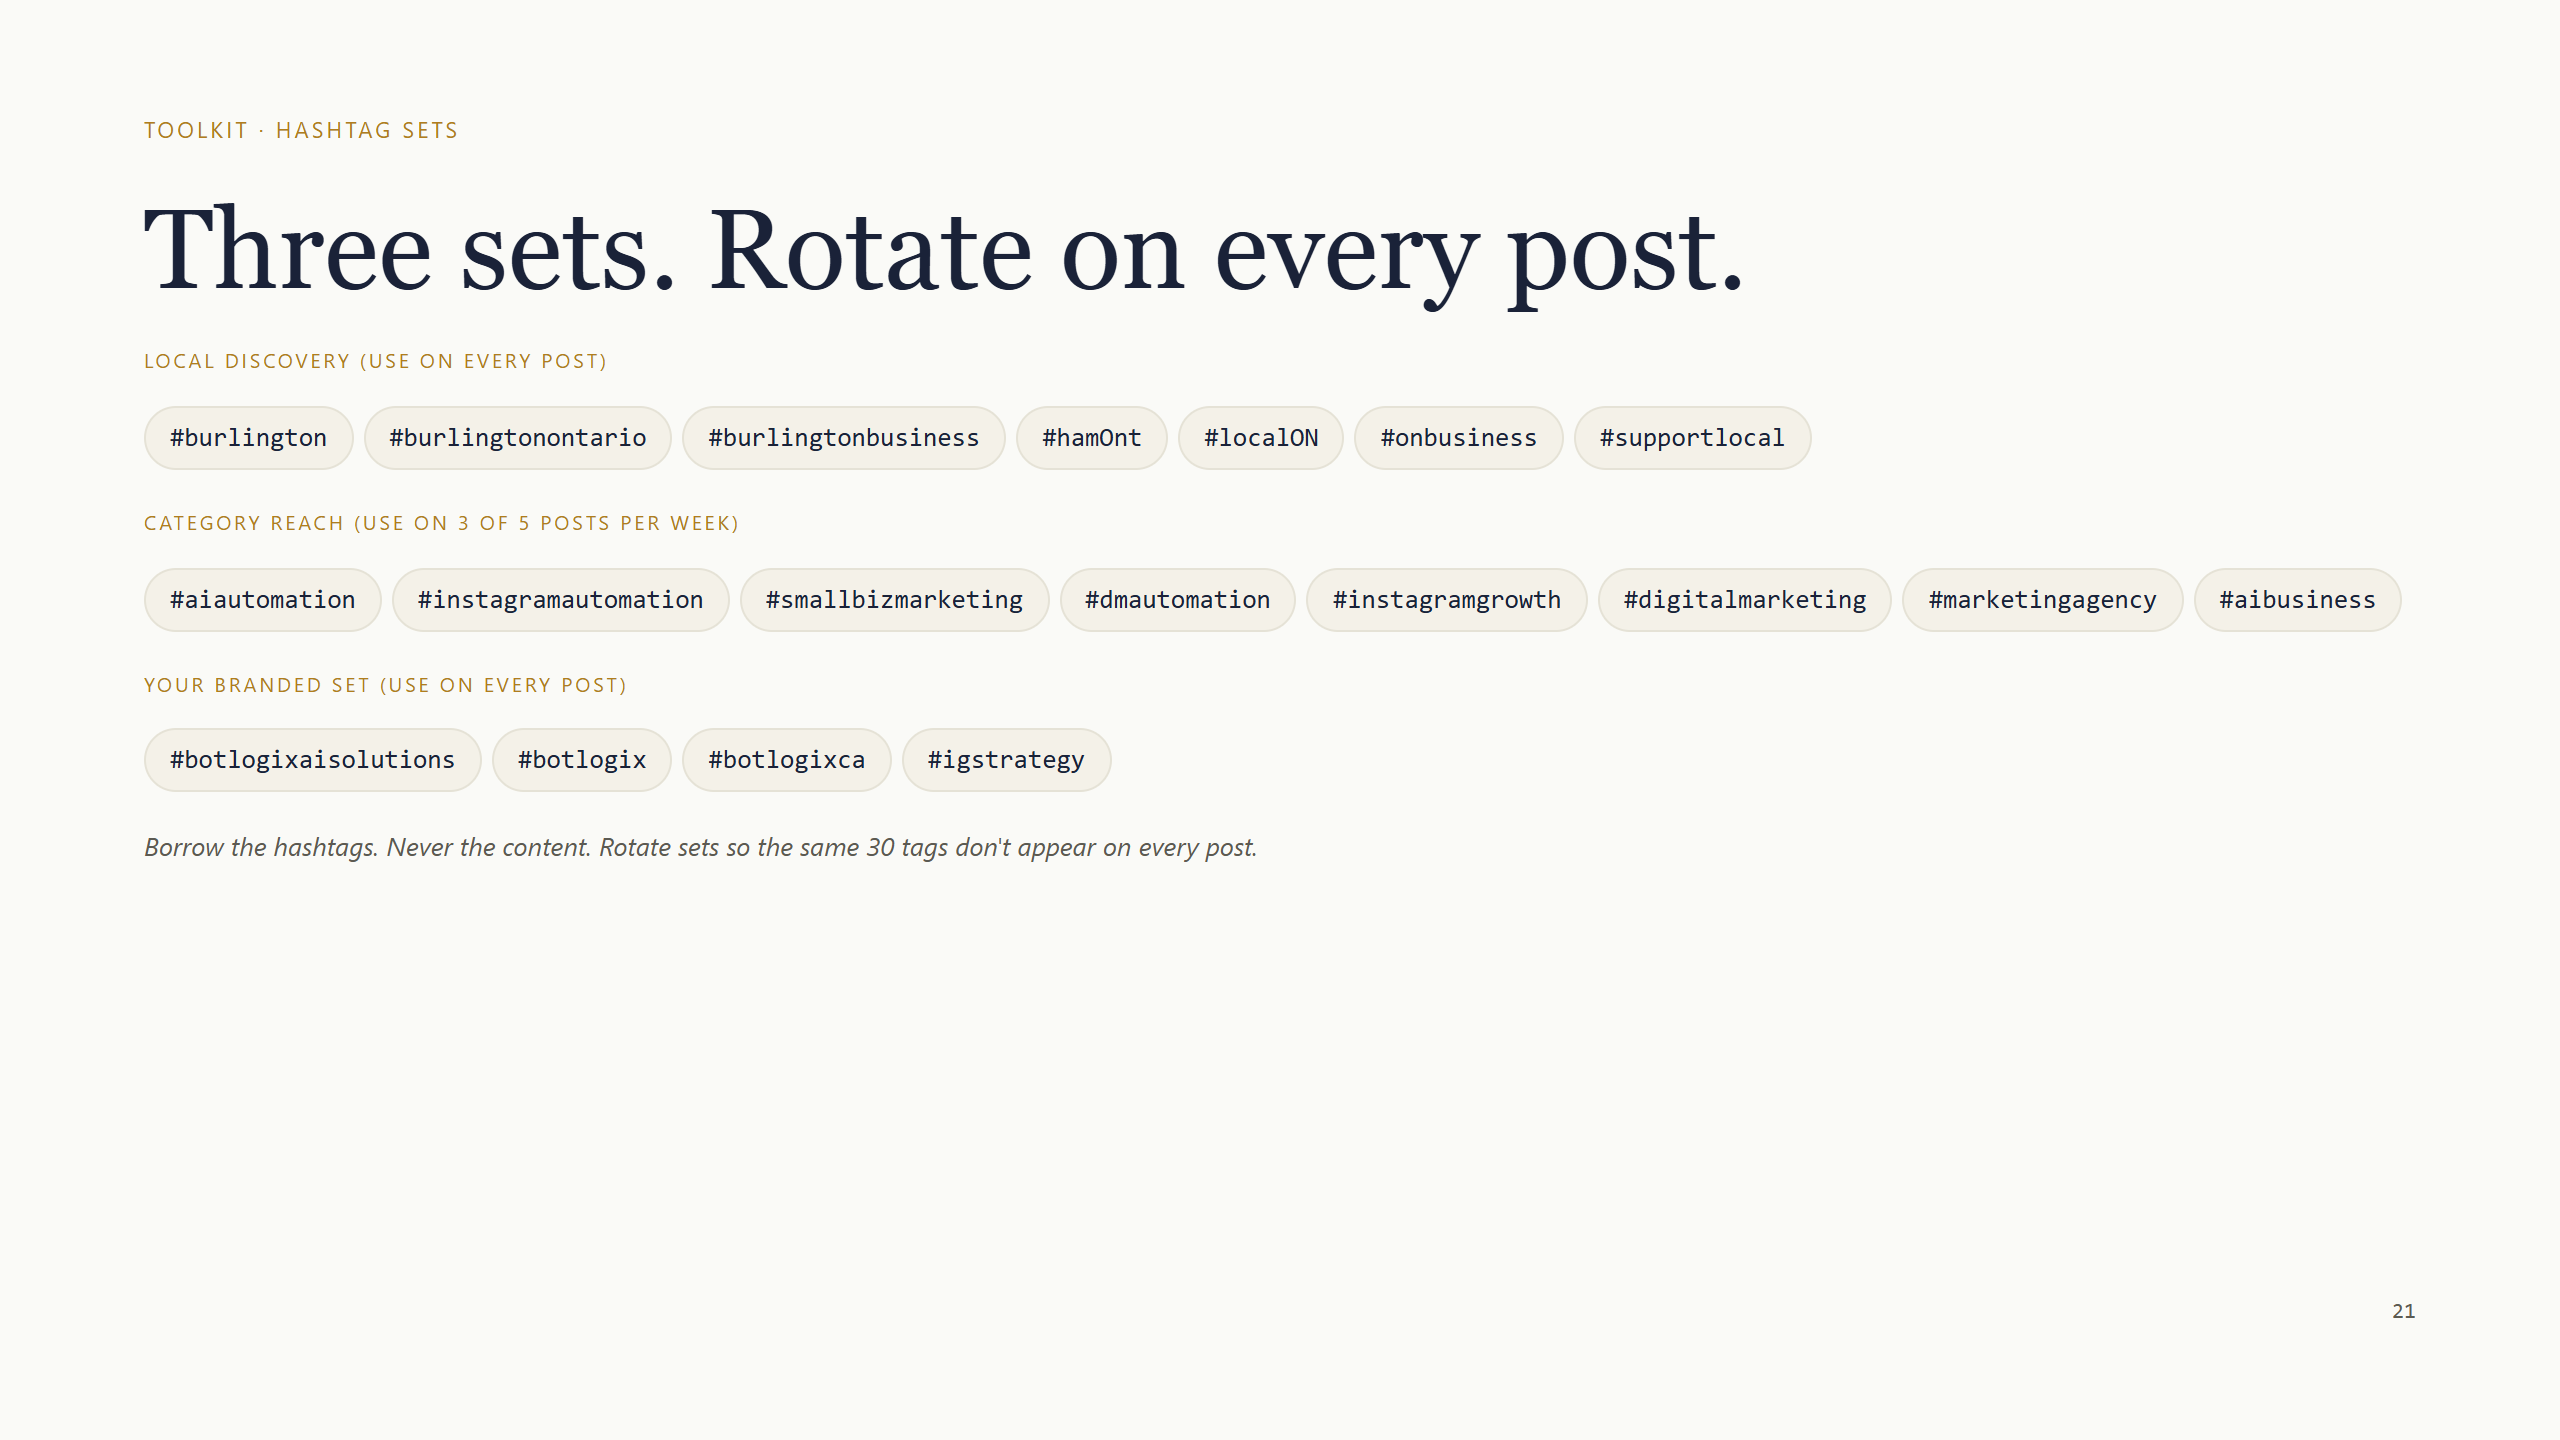 TOOLKIT · HASHTAG SETS
Three sets. Rotate on every post.
LOCAL DISCOVERY (USE ON EVERY POST)
#burlington #burlingtonontario #burlingtonbusiness #hamOnt #localON #onbusiness #supportlocal
CATEGORY REACH (USE ON 3 OF 5 POSTS PER WEEK)
#aiautomation #instagramautomation #smallbizmarketing #dmautomation #instagramgrowth #digitalmarketing #marketingagency #aibusiness
YOUR BRANDED SET (USE ON EVERY POST)
#botlogixaisolutions #botlogix #botlogixca #igstrategy
Borrow the hashtags. Never the content. Rotate sets so the same 30 tags don't appear on every post.
21